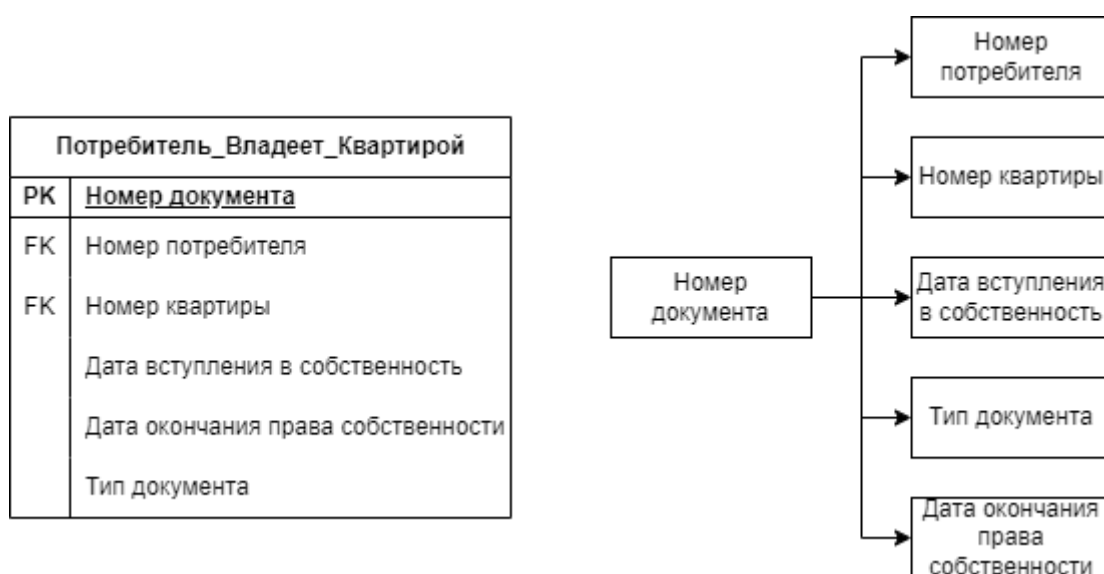 Потребитель_Владеет_Квартирой
PK Номер документа
FK Номер потребителя
FK Номер квартиры
Дата вступления в собственность
Дата окончания права собственности
Тип документа
Номер
документа
Номер
потребителя
Номер квартиры
Дата вступления
в собственность
Тип документа
Дата окончания
права
собственности